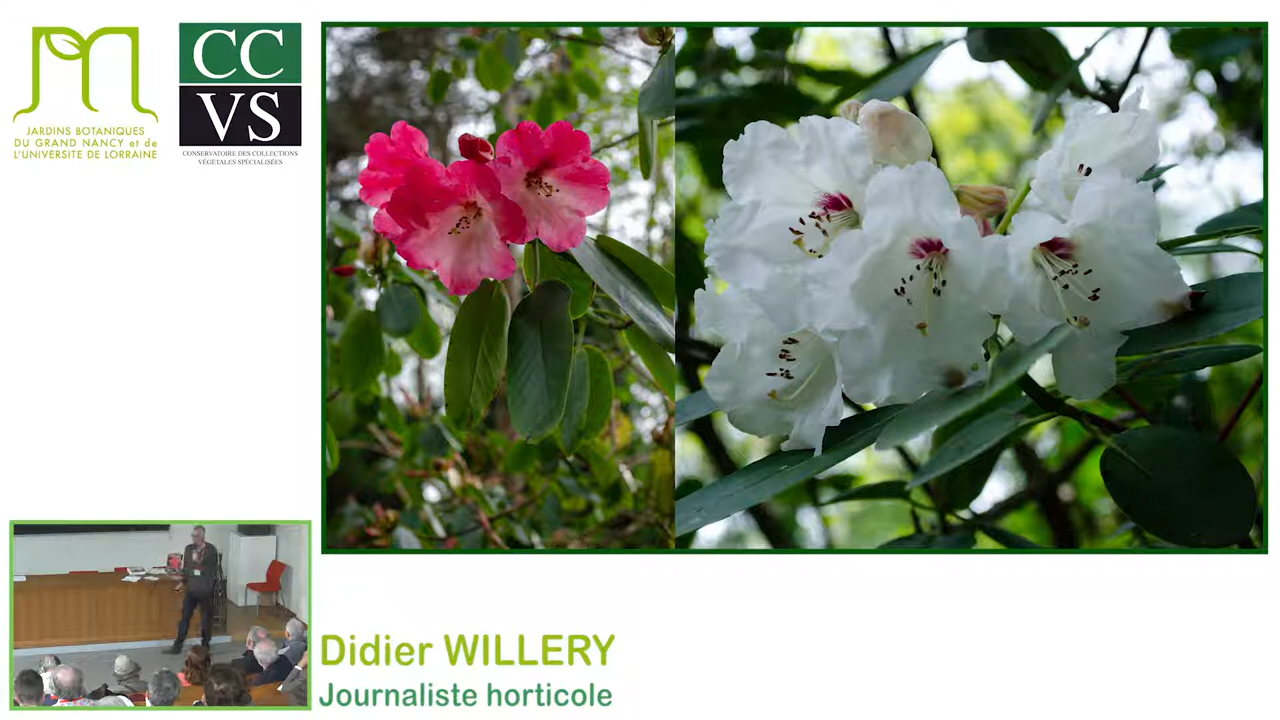 JARDINS BOTANIQUES
DU GRAND NANCY et de
L'UNIVERSITE DE LORRAINE
CC
VS
CONSERVATOIRE DES COLLECTIONS
VÉGÉTALES SPÉCIALISÉES
Didier WILLERY
Journaliste horticole